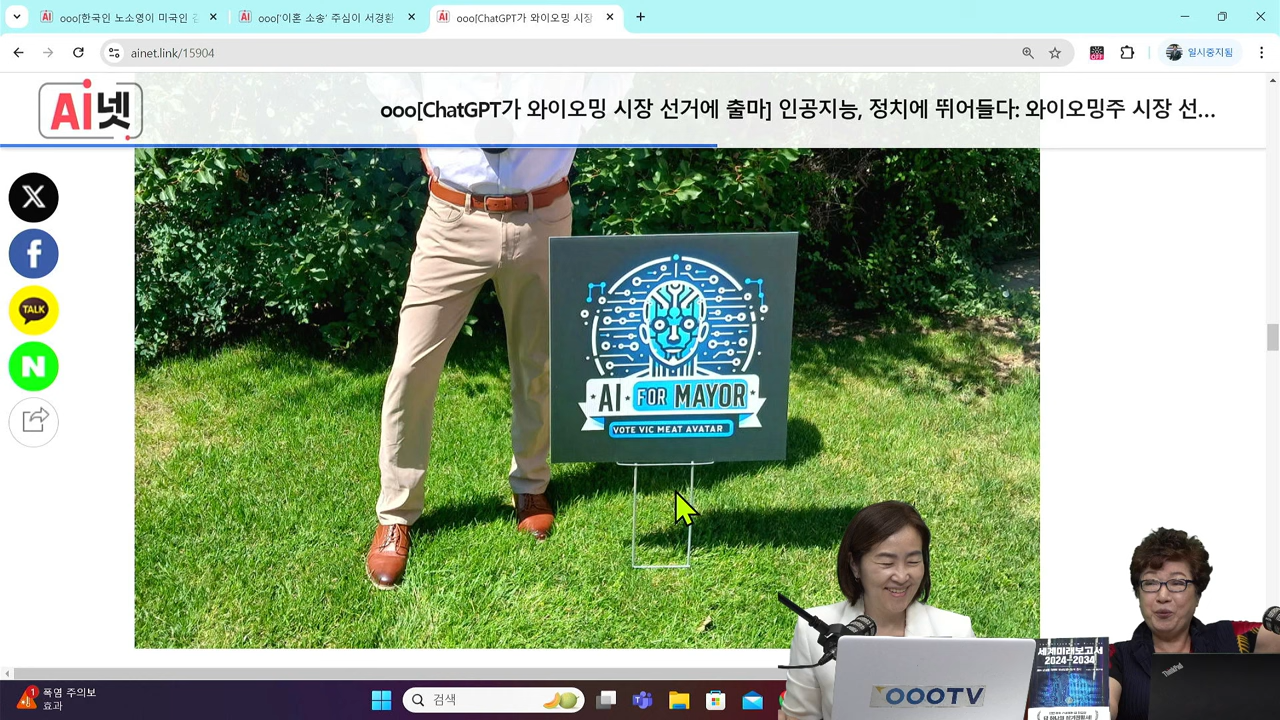 ooo[한국인 노소영이 미국인 김
ooo['이혼 소송' 주심이 서경환
ooo[ChatGPT가 와이오밍 시장
ainet.link/15904
OFF
일시중지됨
Ai넷
ooo[ChatGPT가 와이오밍 시장 선거에 출마] 인공지능, 정치에 뛰어들다: 와이오밍주 시장 선...
TALK
AI FOR MAYOR
VOTE VIC MEAT AVATAR
OOOTV
세계미래보고서
2024-2034
ThinkPad
1
폭염 주의보
효과
검색